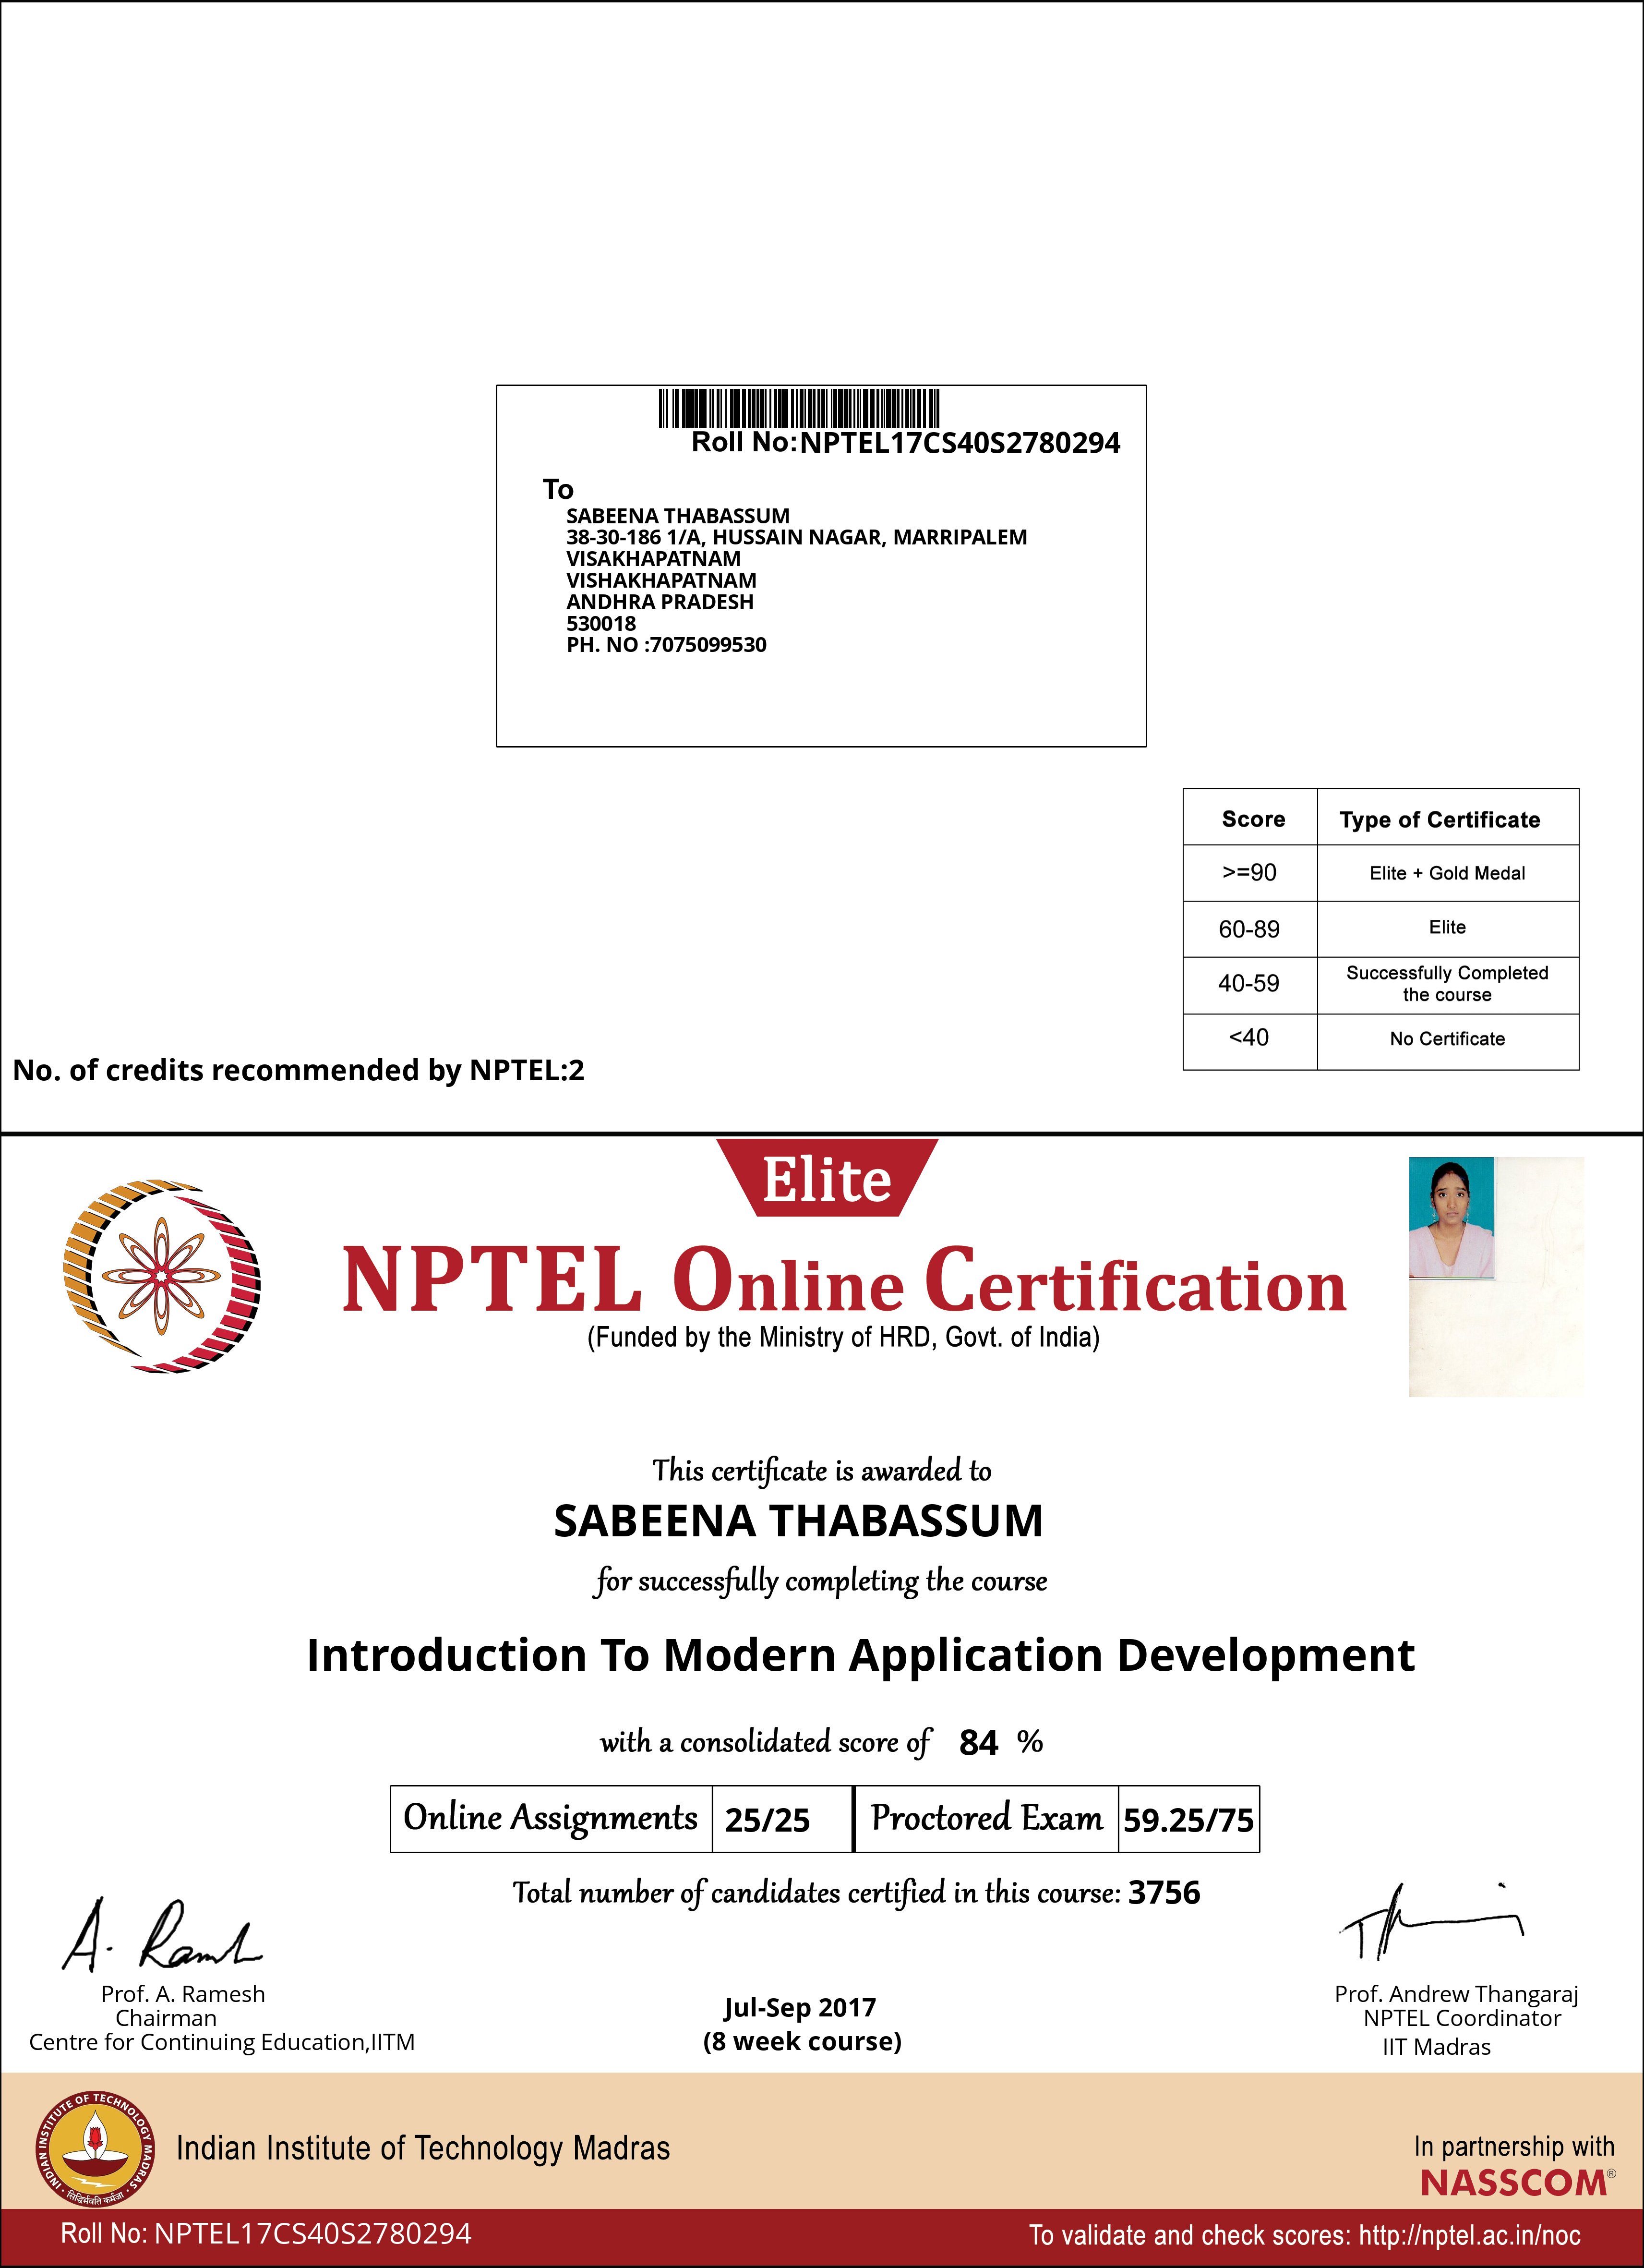 Roll No:NPTEL17CS40S2780294
To
SABEENA THABASSUM
38-30-186 1/A, HUSSAIN NAGAR, MARRIPALEM
VISAKHAPATNAM
VISHAKHAPATNAM
ANDHRA PRADESH
530018
PH. NO :7075099530
Score Type of Certificate
>=90 Elite + Gold Medal
60-89 Elite
40-59 Successfully Completed
the course
<40 No Certificate
No. of credits recommended by NPTEL:2
Elite
NPTEL Online Certification
(Funded by the Ministry of HRD, Govt. of India)
This certificate is awarded to
SABEENA THABASSUM
for successfully completing the course
Introduction To Modern Application Development
with a consolidated score of 84 %
Online Assignments 25/25 Proctored Exam 59.25/75
Total number of candidates certified in this course: 3756
A. Ramesh
Prof. A. Ramesh
Chairman
Centre for Continuing Education,IITM
Jul-Sep 2017
(8 week course)
Prof. Andrew Thangaraj
NPTEL Coordinator
IIT Madras
INDIAN INSTITUTE OF TECHNOLOGY MADRAS
सिद्धिर्भवति कर्मजा
Indian Institute of Technology Madras
In partnership with
NASSCOM®
Roll No: NPTEL17CS40S2780294
To validate and check scores: http://nptel.ac.in/noc